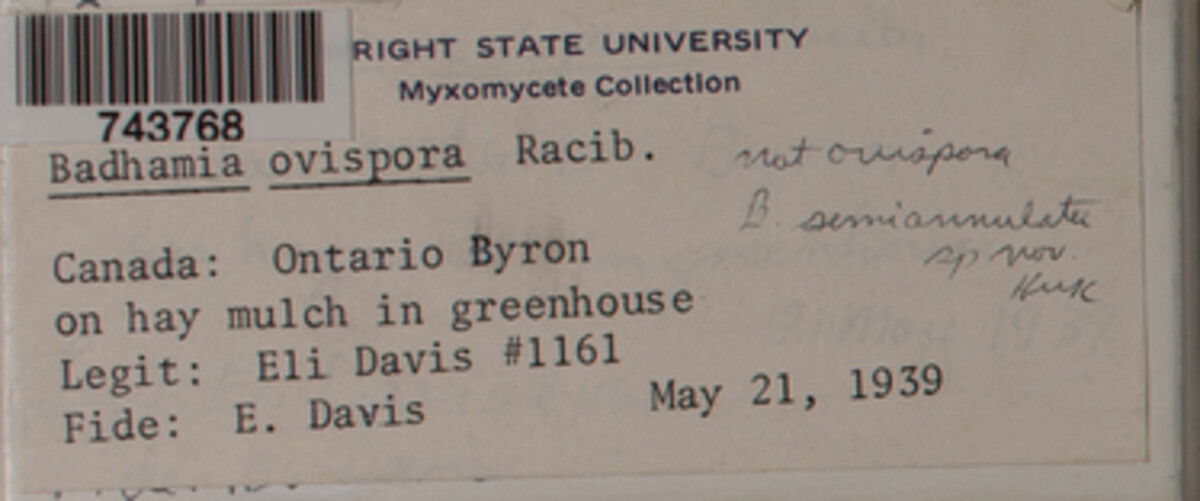 RIGHT STATE UNIVERSITY
Myxomycete Collection
743768
Badhamia ovispora Racib.
not ovispora
B. semiannulata
sp nov.
Canada: Ontario Byron
on hay mulch in greenhouse
Legit: Eli Davis #1161
Fide: E. Davis
May 21, 1939